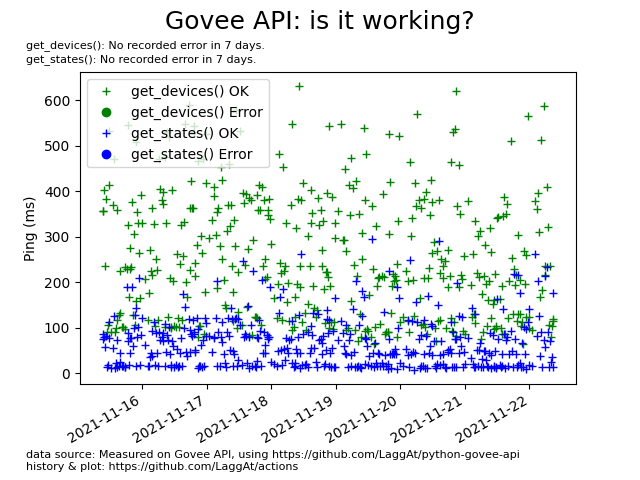 Govee API: is it working?
get_devices(): No recorded error in 7 days.
get_states(): No recorded error in 7 days.
get_devices() OK
get_devices() Error
get_states() OK
get_states() Error
Ping (ms)
600
500
400
300
200
100
0
2021-11-16
2021-11-17
2021-11-18
2021-11-19
2021-11-20
2021-11-21
2021-11-22
data source: Measured on Govee API, using https://github.com/LaggAt/python-govee-api
history & plot: https://github.com/LaggAt/actions